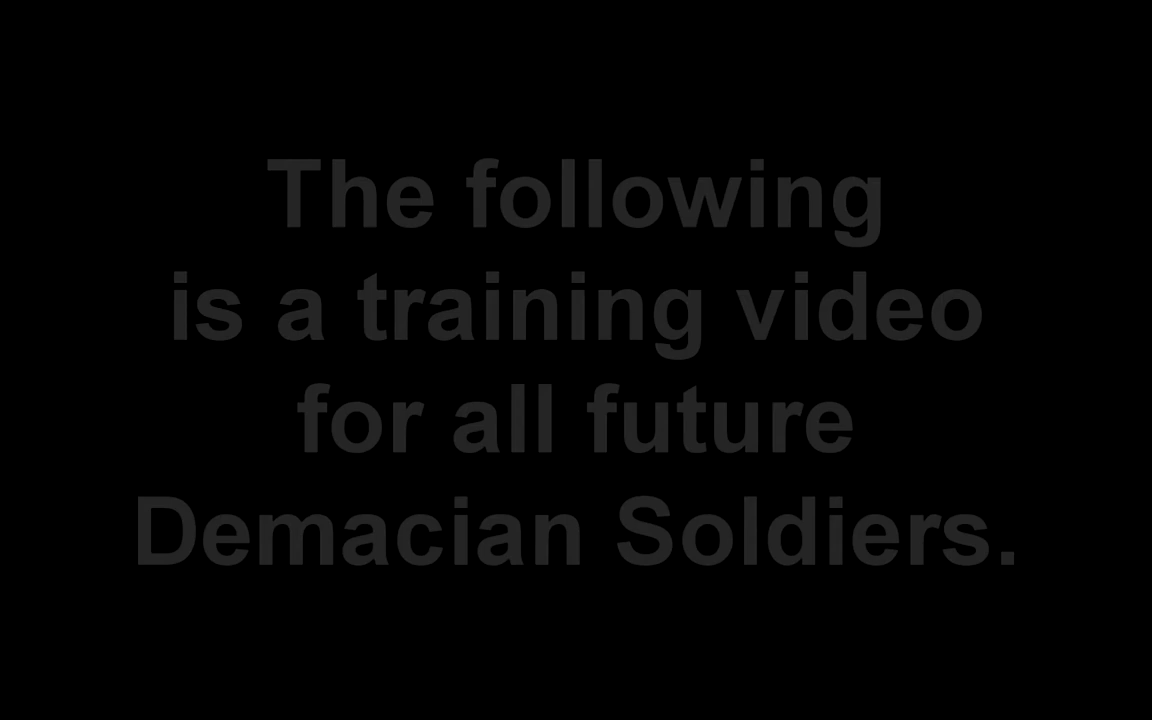 The following
is a training video
for all future
Demacian Soldiers.